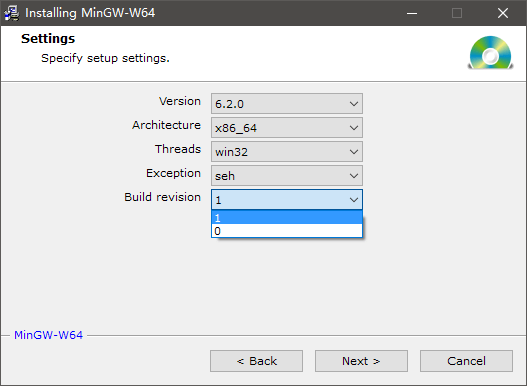 Installing MinGW-W64
Settings
Specify setup settings.
Version 6.2.0
Architecture x86_64
Threads win32
Exception seh
Build revision 1
1
0
MinGW-W64
< Back Next > Cancel